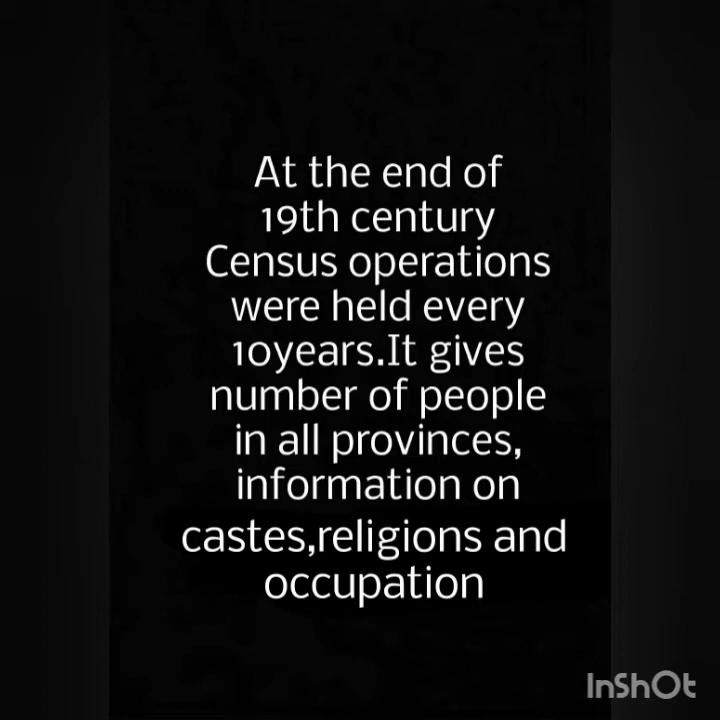 At the end of
19th century
Census operations
were held every
10years.It gives
number of people
in all provinces,
information on
castes,religions and
occupation
InShOt